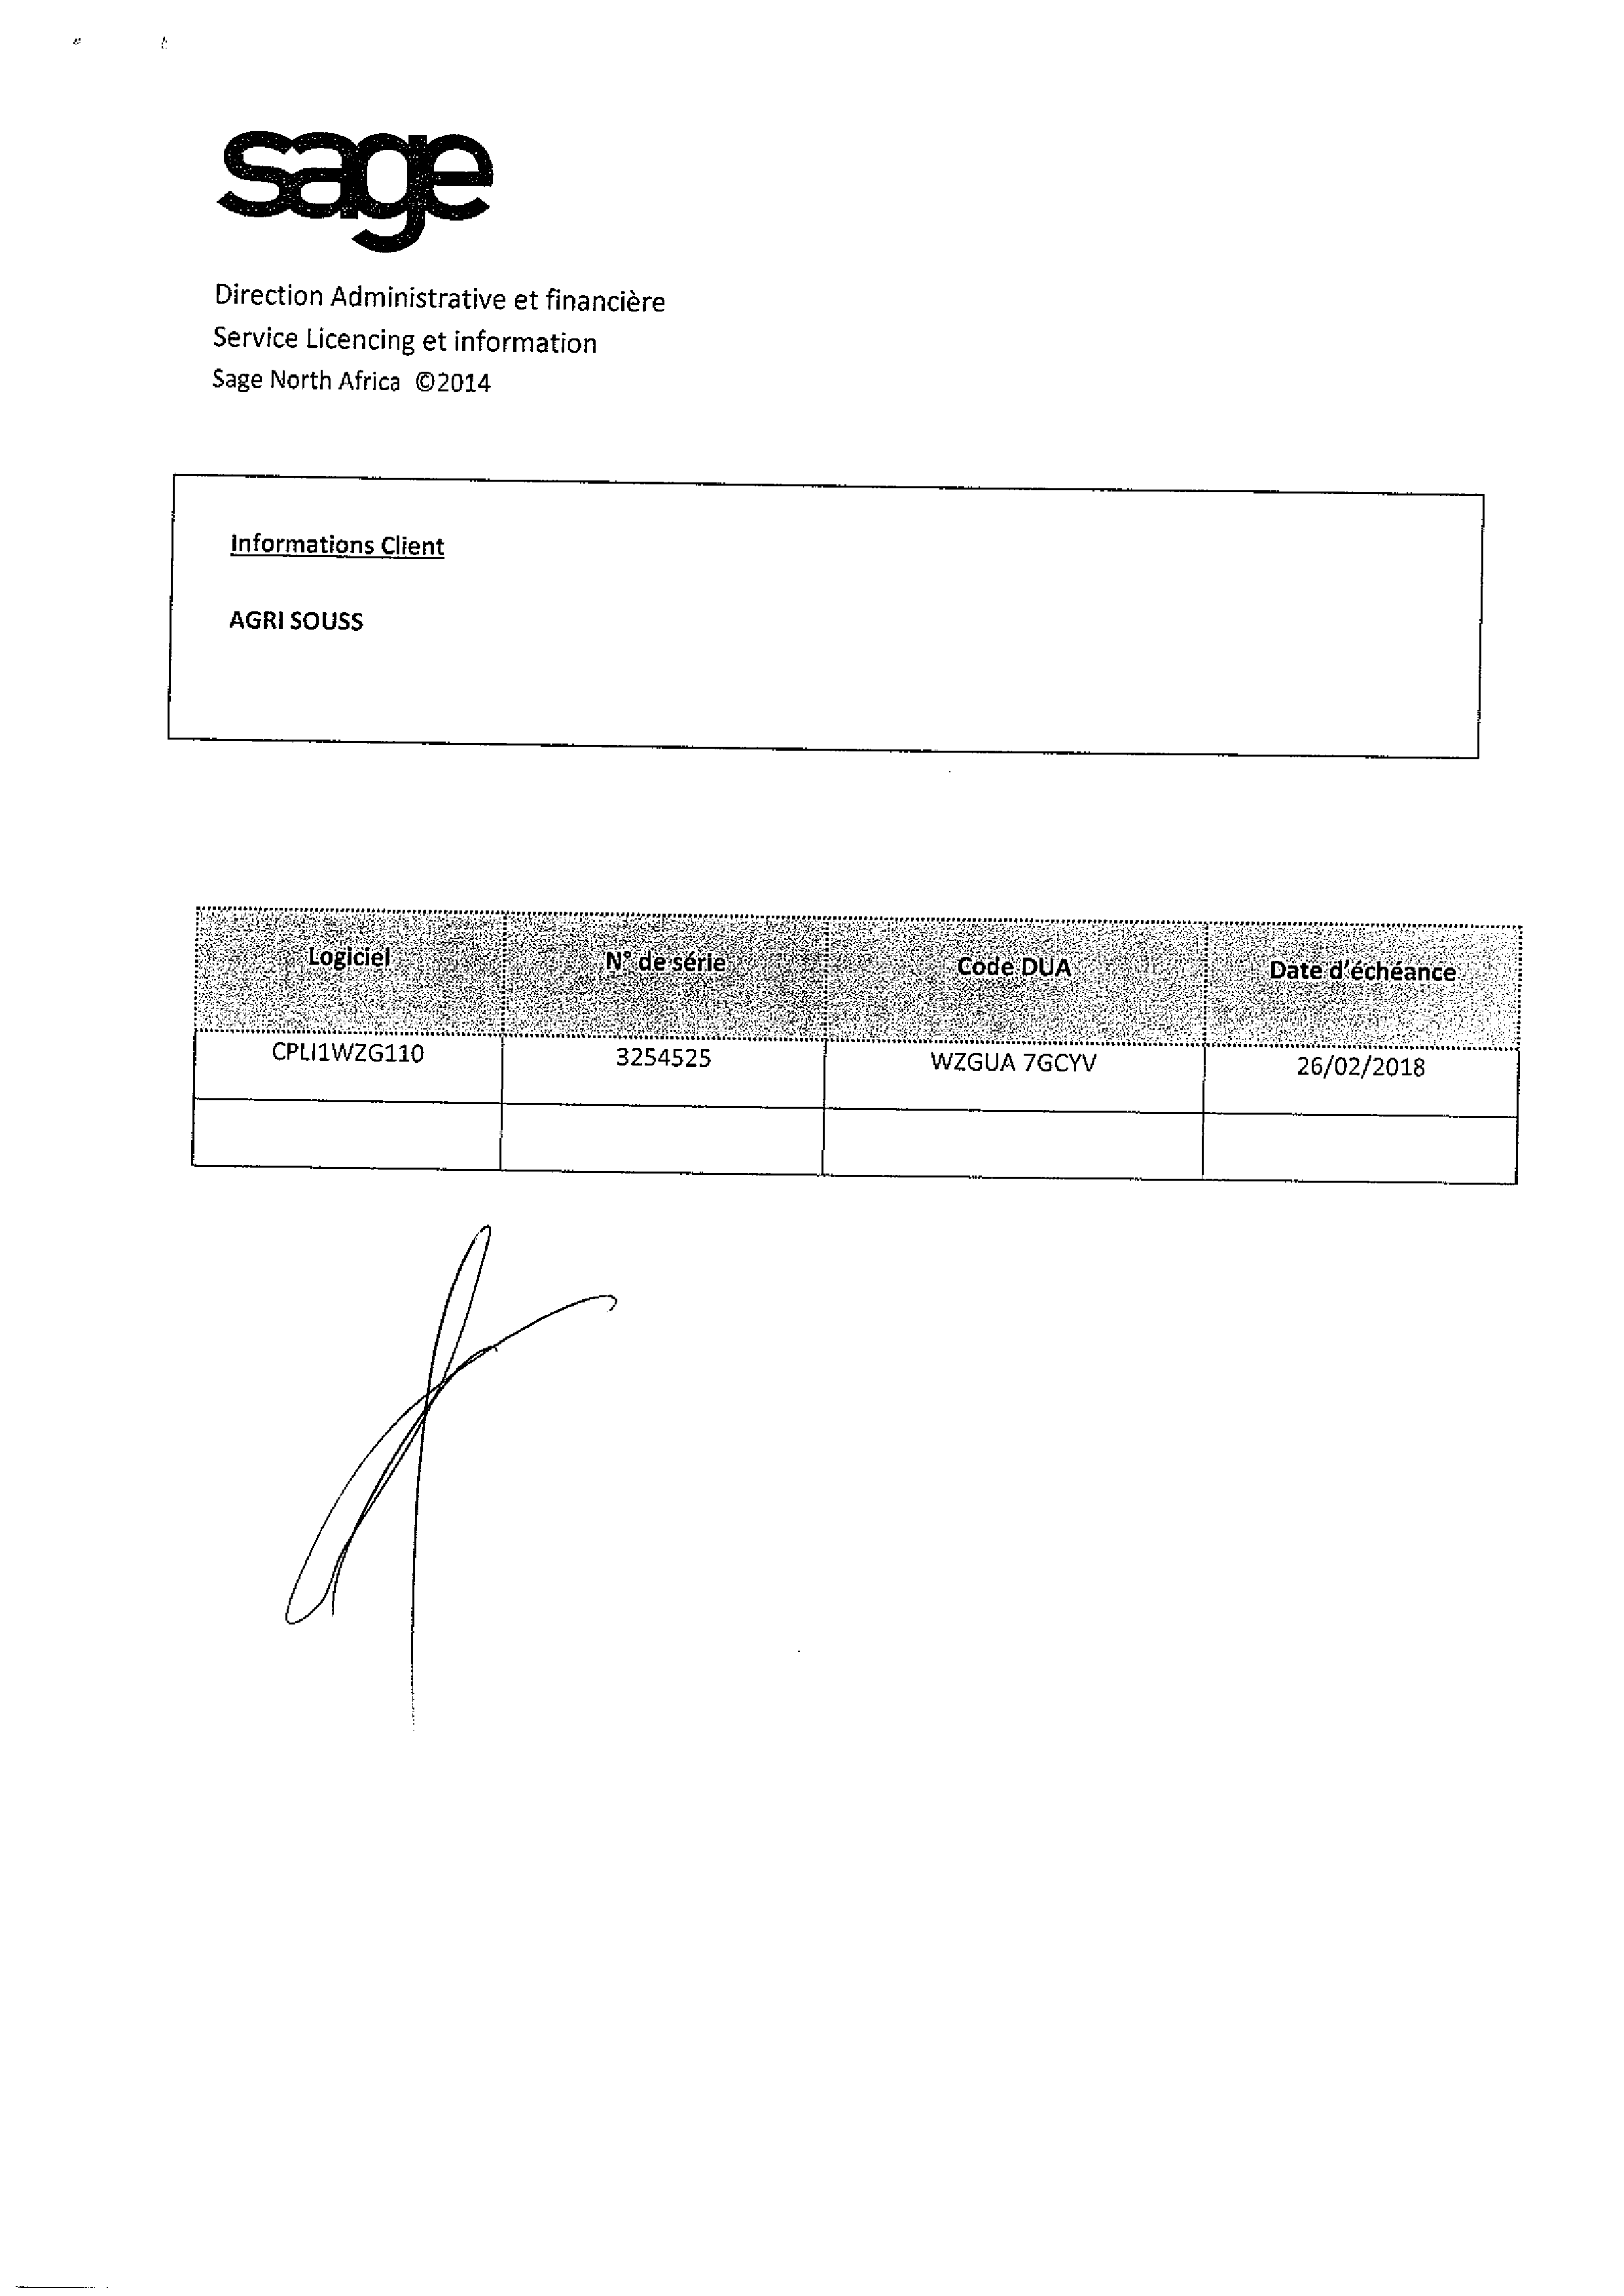 sage
Direction Administrative et financière
Service Licencing et information
Sage North Africa ©2014
Informations Client
AGRI SOUSS
Logiciel N° de série Code DUA Date d'échéance
CPLI1WZG110 3254525 WZGUA 7GCYV 26/02/2018